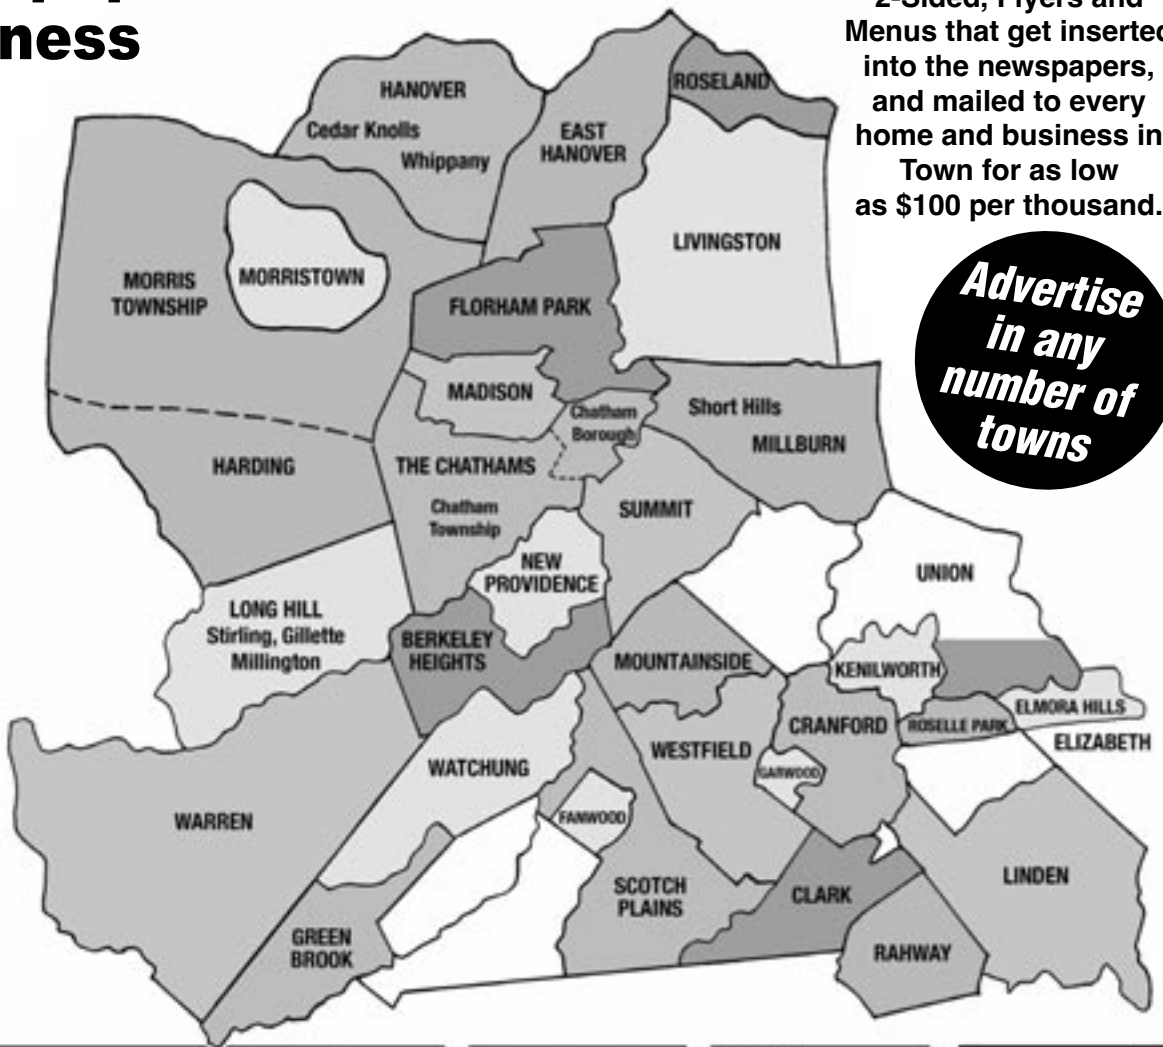 ness
2-Sided, Flyers and
Menus that get inserted
into the newspapers,
and mailed to every
home and business in
Town for as low
as $100 per thousand.
Advertise
in any
number of
towns
HANOVER
Cedar Knolls
Whippany
EAST
HANOVER
ROSELAND
LIVINGSTON
MORRIS
TOWNSHIP
MORRISTOWN
FLORHAM PARK
MADISON
Chatham
Borough
Short Hills
MILLBURN
HARDING
THE CHATHAMS
Chatham
Township
SUMMIT
NEW
PROVIDENCE
UNION
LONG HILL
Stirling, Gillette
Millington
BERKELEY
HEIGHTS
MOUNTAINSIDE
KENILWORTH
ELMORA HILLS
ROSELLE PARK
CRANFORD
ELIZABETH
WESTFIELD
GARWOOD
WATCHUNG
WARREN
FANWOOD
SCOTCH
PLAINS
CLARK
LINDEN
GREEN
BROOK
RAHWAY